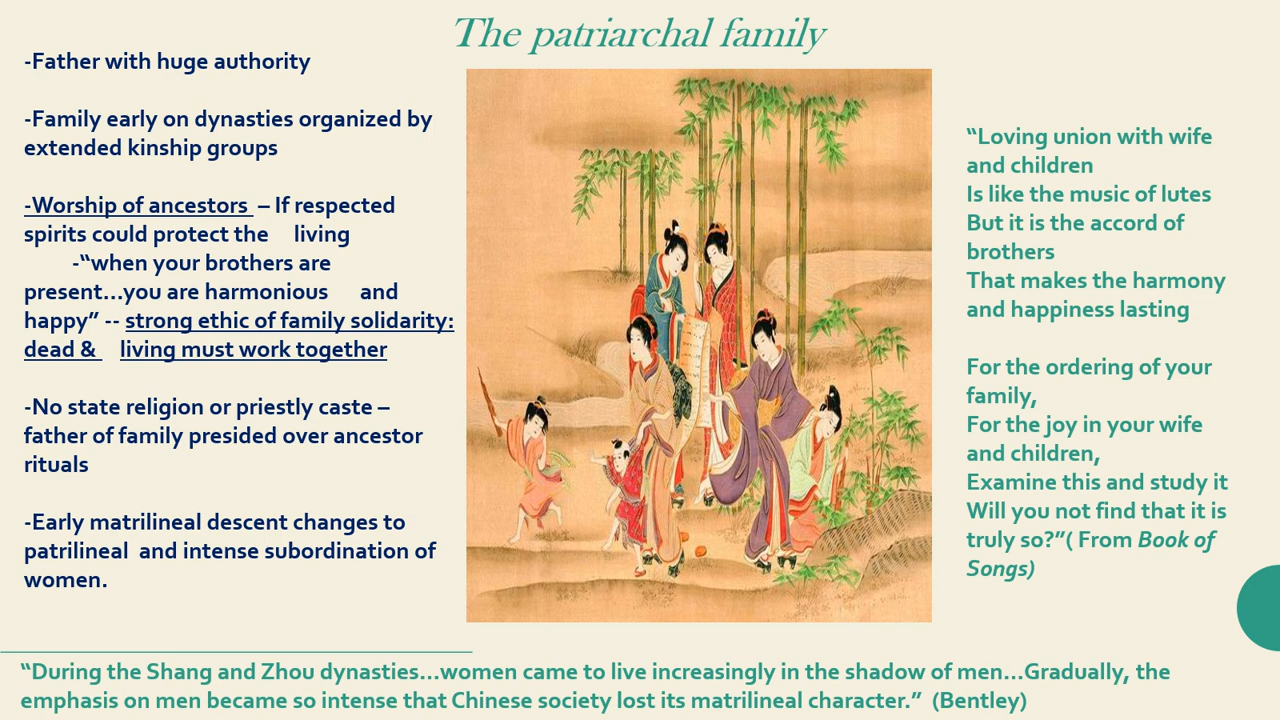 The patriarchal family
-Father with huge authority
-Family early on dynasties organized by
extended kinship groups
-Worship of ancestors – If respected
spirits could protect the living
-“when your brothers are
present...you are harmonious and
happy” -- strong ethic of family solidarity:
dead & living must work together
-No state religion or priestly caste –
father of family presided over ancestor
rituals
-Early matrilineal descent changes to
patrilineal and intense subordination of
women.
“Loving union with wife
and children
Is like the music of lutes
But it is the accord of
brothers
That makes the harmony
and happiness lasting
For the ordering of your
family,
For the joy in your wife
and children,
Examine this and study it
Will you not find that it is
truly so?”( From Book of
Songs)
“During the Shang and Zhou dynasties...women came to live increasingly in the shadow of men...Gradually, the
emphasis on men became so intense that Chinese society lost its matrilineal character.” (Bentley)